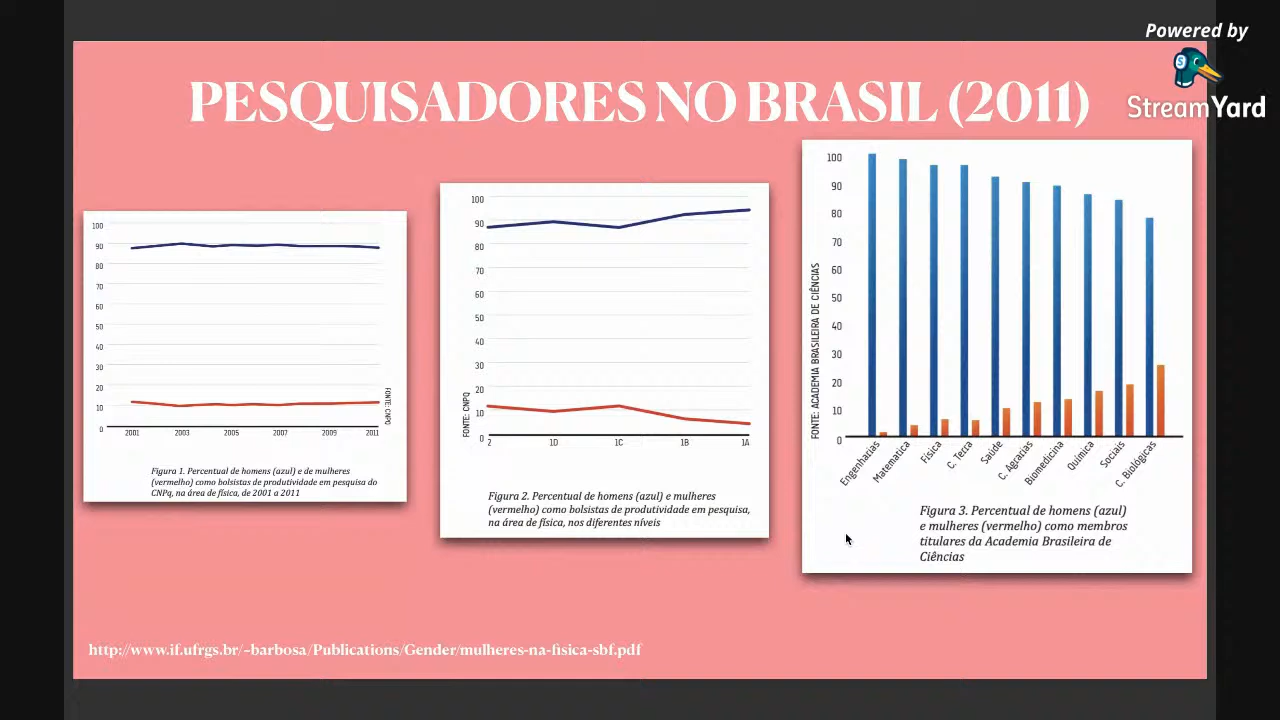 Powered by
StreamYard
PESQUISADORES NO BRASIL (2011)
100
90
80
70
60
50
40
30
20
10
0
2001
2003
2005
2007
2009
2011
FONTE: CNPQ
Figura 1. Percentual de homens (azul) e de mulheres
(vermelho) como bolsistas de produtividade em pesquisa do
CNPq, na área de física, de 2001 a 2011
100
90
80
70
60
50
40
30
20
10
0
FONTE: CNPQ
2
1D
1C
1B
1A
Figura 2. Percentual de homens (azul) e mulheres
(vermelho) como bolsistas de produtividade em pesquisa,
na área de física, nos diferentes níveis
100
90
80
70
60
50
40
30
20
10
0
FONTE: ACADEMIA BRASILEIRA DE CIÊNCIAS
Engenhatias
Matematica
Física
C. Terra
Saúde
C. Agrarias
Biomedicina
Química
Sociais
C. Biológicas
Figura 3. Percentual de homens (azul)
e mulheres (vermelho) como membros
titulares da Academia Brasileira de
Ciências
http://www.if.ufrgs.br/~barbosa/Publications/Gender/mulheres-na-fisica-sbf.pdf